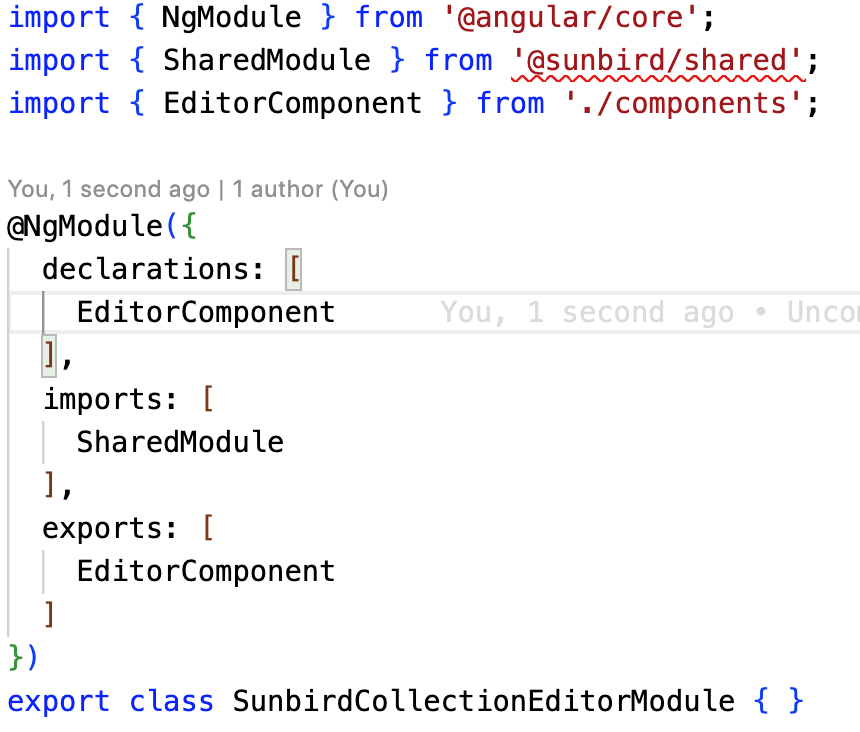 import { NgModule } from '@angular/core';
import { SharedModule } from '@sunbird/shared';
import { EditorComponent } from './components';
You, 1 second ago | 1 author (You)
@NgModule({
  declarations: [
    EditorComponent You, 1 second ago •
  ],
  imports: [
    SharedModule
  ],
  exports: [
    EditorComponent
  ]
})
export class SunbirdCollectionEditorModule { }